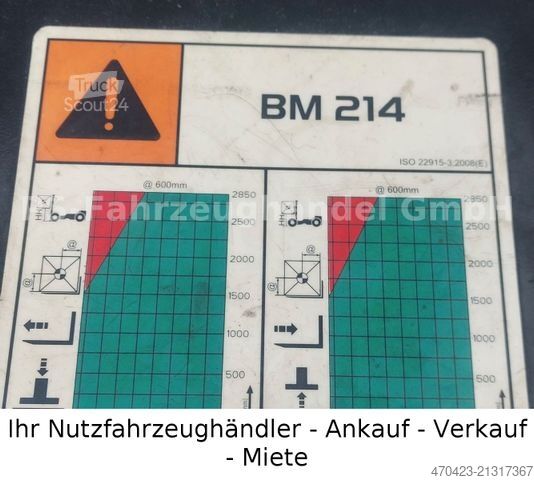 Truck
Scout24
BM 214
ISO 22915-3:2008(E)
@ 600mm
@ 600mm
Fahrzeughandel GmbH
2850
2500
2000
1500
1000
500
2850
2500
2000
1500
1000
500
@
@
@
@
Ihr Nutzfahrzeughändler - Ankauf - Verkauf
- Miete
470423-21317367